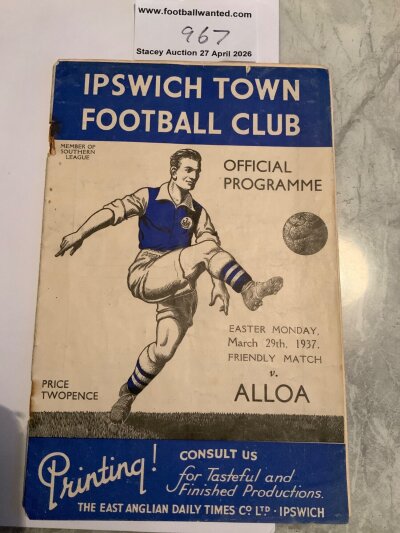 www.footballwanted.com
967
Stacey Auction 27 April 2026
IPSWICH TOWN
FOOTBALL CLUB
MEMBER OF
SOUTHERN
LEAGUE
OFFICIAL
PROGRAMME
EASTER MONDAY,
March 29th, 1937.
FRIENDLY MATCH
v.
ALLOA
PRICE
TWOPENCE
Printing!
CONSULT US
for Tasteful and
Finished Productions.
THE EAST ANGLIAN DAILY TIMES CO LTD · IPSWICH